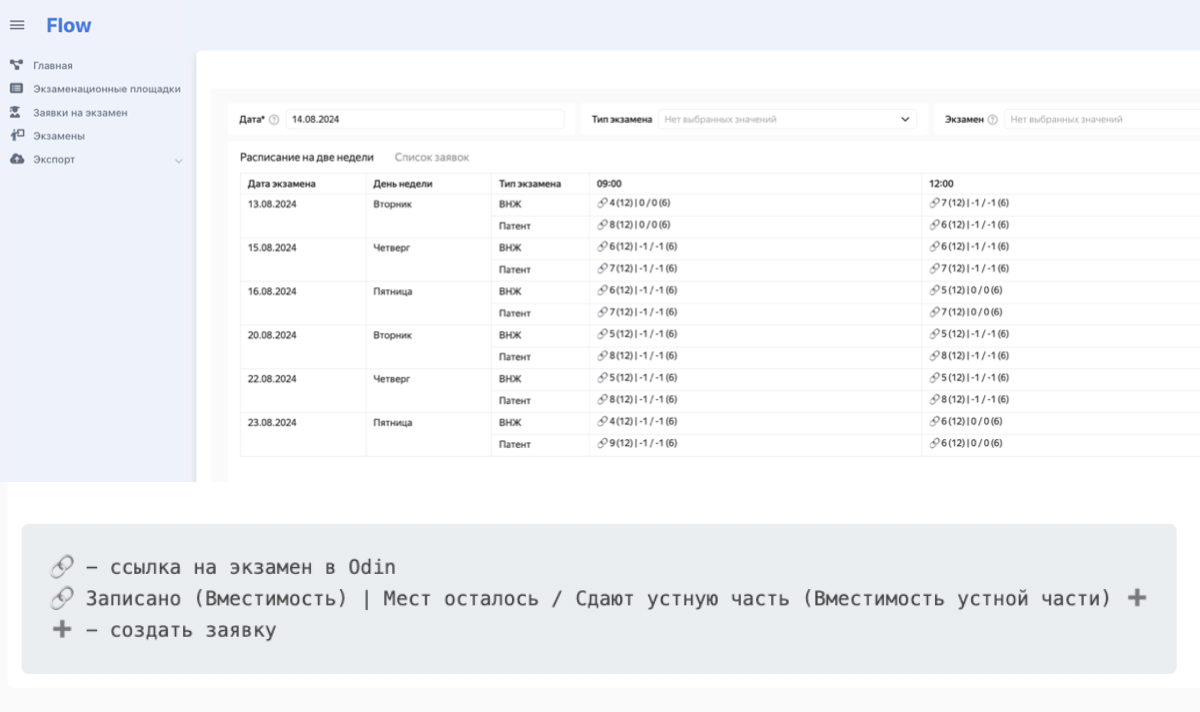 Flow
Главная
Экзаменационные площадки
Заявки на экзамен
Экзамены
Экспорт
Дата* 14.08.2024 Тип экзамена Нет выбранных значений Экзамен Нет выбранных значений
Расписание на две недели Список заявок
Дата экзамена День недели Тип экзамена 09:00 12:00
13.08.2024 Вторник ВНЖ 🔗4(12)|0/0(6) 🔗7(12)|-1/-1(6)
Патент 🔗8(12)|0/0(6) 🔗6(12)|-1/-1(6)
15.08.2024 Четверг ВНЖ 🔗6(12)|-1/-1(6) 🔗6(12)|-1/-1(6)
Патент 🔗7(12)|-1/-1(6) 🔗7(12)|-1/-1(6)
16.08.2024 Пятница ВНЖ 🔗6(12)|-1/-1(6) 🔗5(12)|0/0(6)
Патент 🔗7(12)|-1/-1(6) 🔗7(12)|0/0(6)
20.08.2024 Вторник ВНЖ 🔗5(12)|-1/-1(6) 🔗5(12)|-1/-1(6)
Патент 🔗8(12)|-1/-1(6) 🔗8(12)|-1/-1(6)
22.08.2024 Четверг ВНЖ 🔗5(12)|-1/-1(6) 🔗5(12)|-1/-1(6)
Патент 🔗8(12)|-1/-1(6) 🔗8(12)|-1/-1(6)
23.08.2024 Пятница ВНЖ 🔗4(12)|-1/-1(6) 🔗6(12)|0/0(6)
Патент 🔗9(12)|-1/-1(6) 🔗6(12)|0/0(6)
🔗 – ссылка на экзамен в Odin
🔗 Записано (Вместимость) | Мест осталось / Сдают устную часть (Вместимость устной части) ➕
➕ – создать заявку